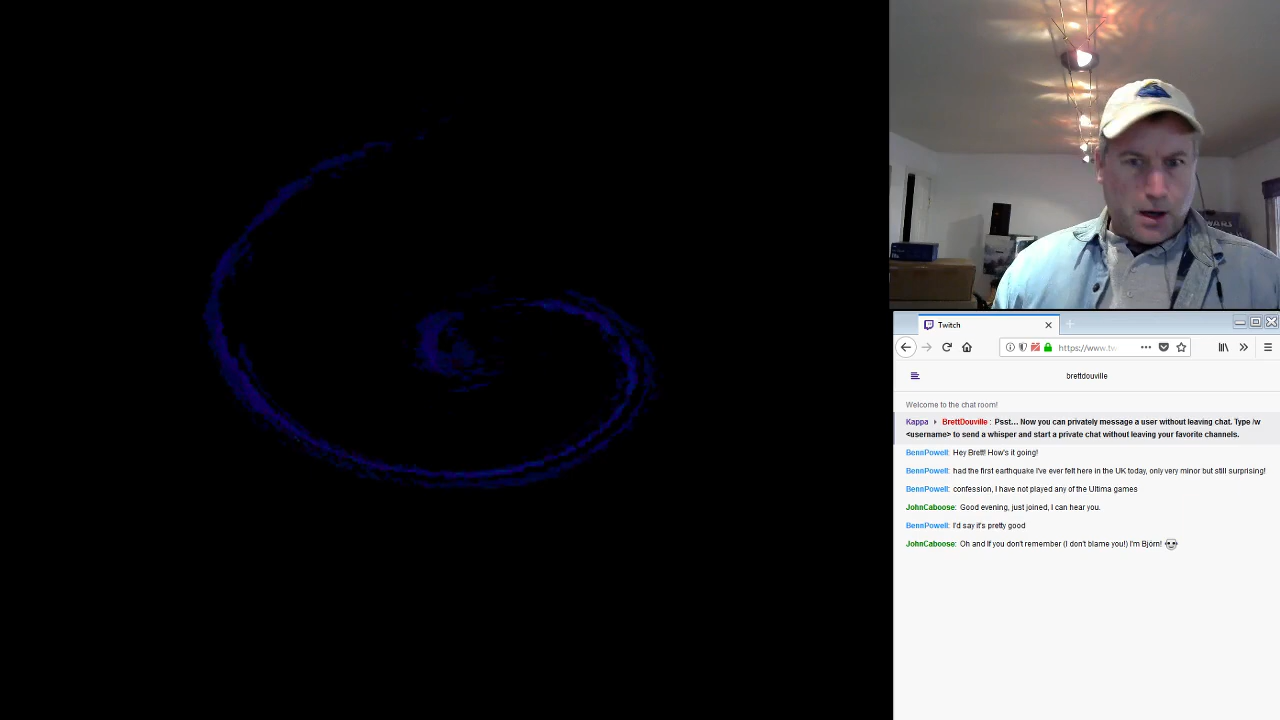 WARS
Twitch
https://www.tw
brettdouville
Welcome to the chat room!
Kappa ▸ BrettDouville : Psst... Now you can privately message a user without leaving chat. Type /w
<username> to send a whisper and start a private chat without leaving your favorite channels.
BennPowell: Hey Brett! How's it going!
BennPowell: had the first earthquake I've ever felt here in the UK today, only very minor but still surprising!
BennPowell: confession, I have not played any of the Ultima games
JohnCaboose: Good evening, just joined, I can hear you.
BennPowell: I'd say it's pretty good
JohnCaboose: Oh and if you don't remember (I don't blame you!) I'm Björn!